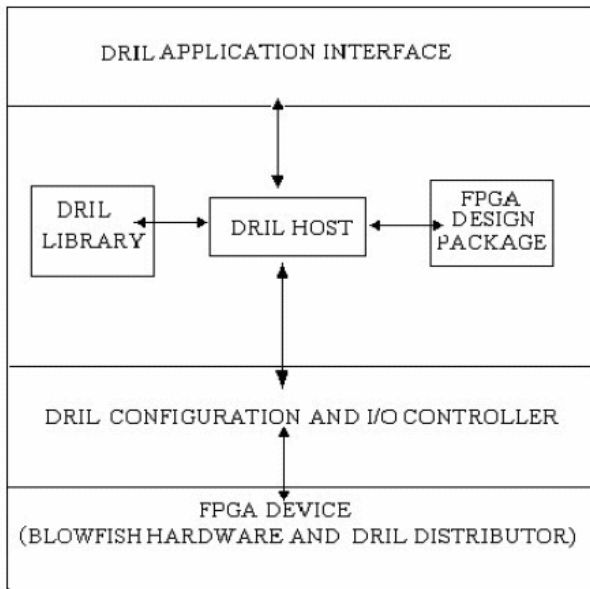 DRIL APPLICATION INTERFACE
DRIL
LIBRARY
DRIL HOST
FPGA
DESIGN
PACKAGE
DRIL CONFIGURATION AND I/O CONTROLLER
FPGA DEVICE
(BLOWFISH HARDWARE AND DRIL DISTRIBUTOR)